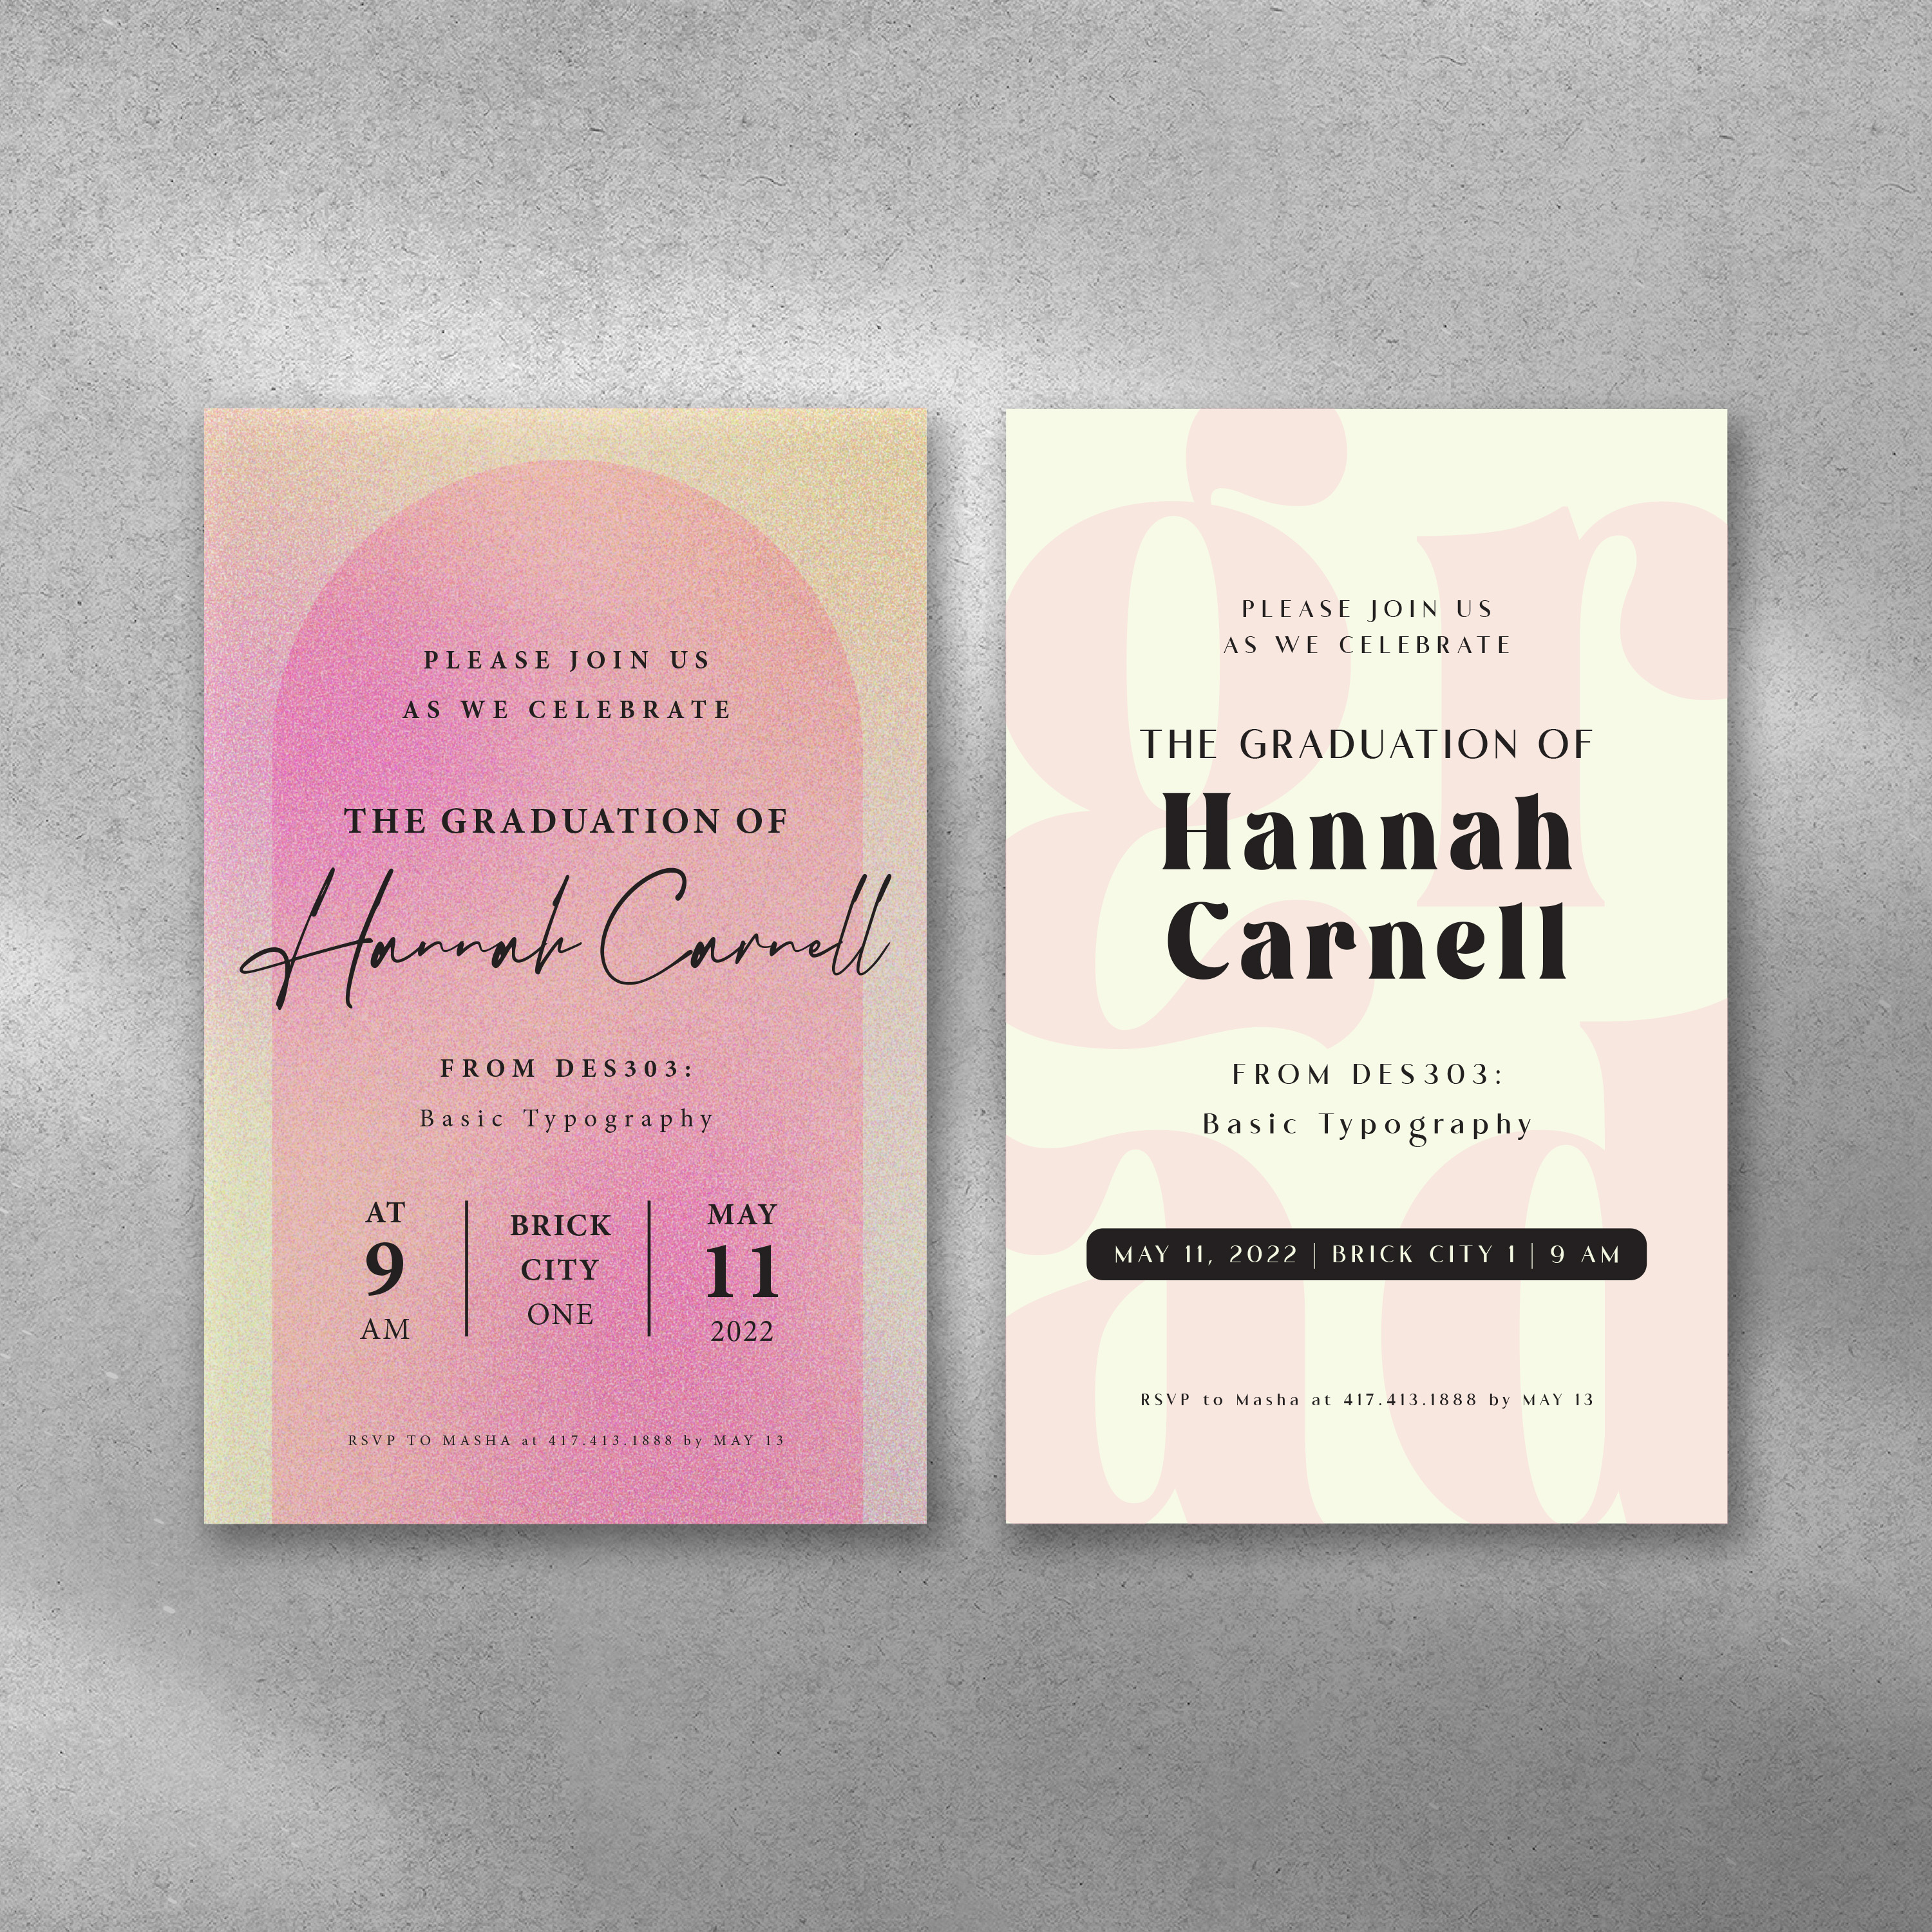 PLEASE JOIN US
AS WE CELEBRATE
THE GRADUATION OF
Hannah Carnell
FROM DES303:
Basic Typography
AT
9
AM
BRICK
CITY
ONE
MAY
11
2022
RSVP TO MASHA at 417.413.1888 by MAY 13
gr
ad
PLEASE JOIN US
AS WE CELEBRATE
THE GRADUATION OF
Hannah
Carnell
FROM DES303:
Basic Typography
MAY 11, 2022 | BRICK CITY 1 | 9 AM
RSVP to Masha at 417.413.1888 by MAY 13